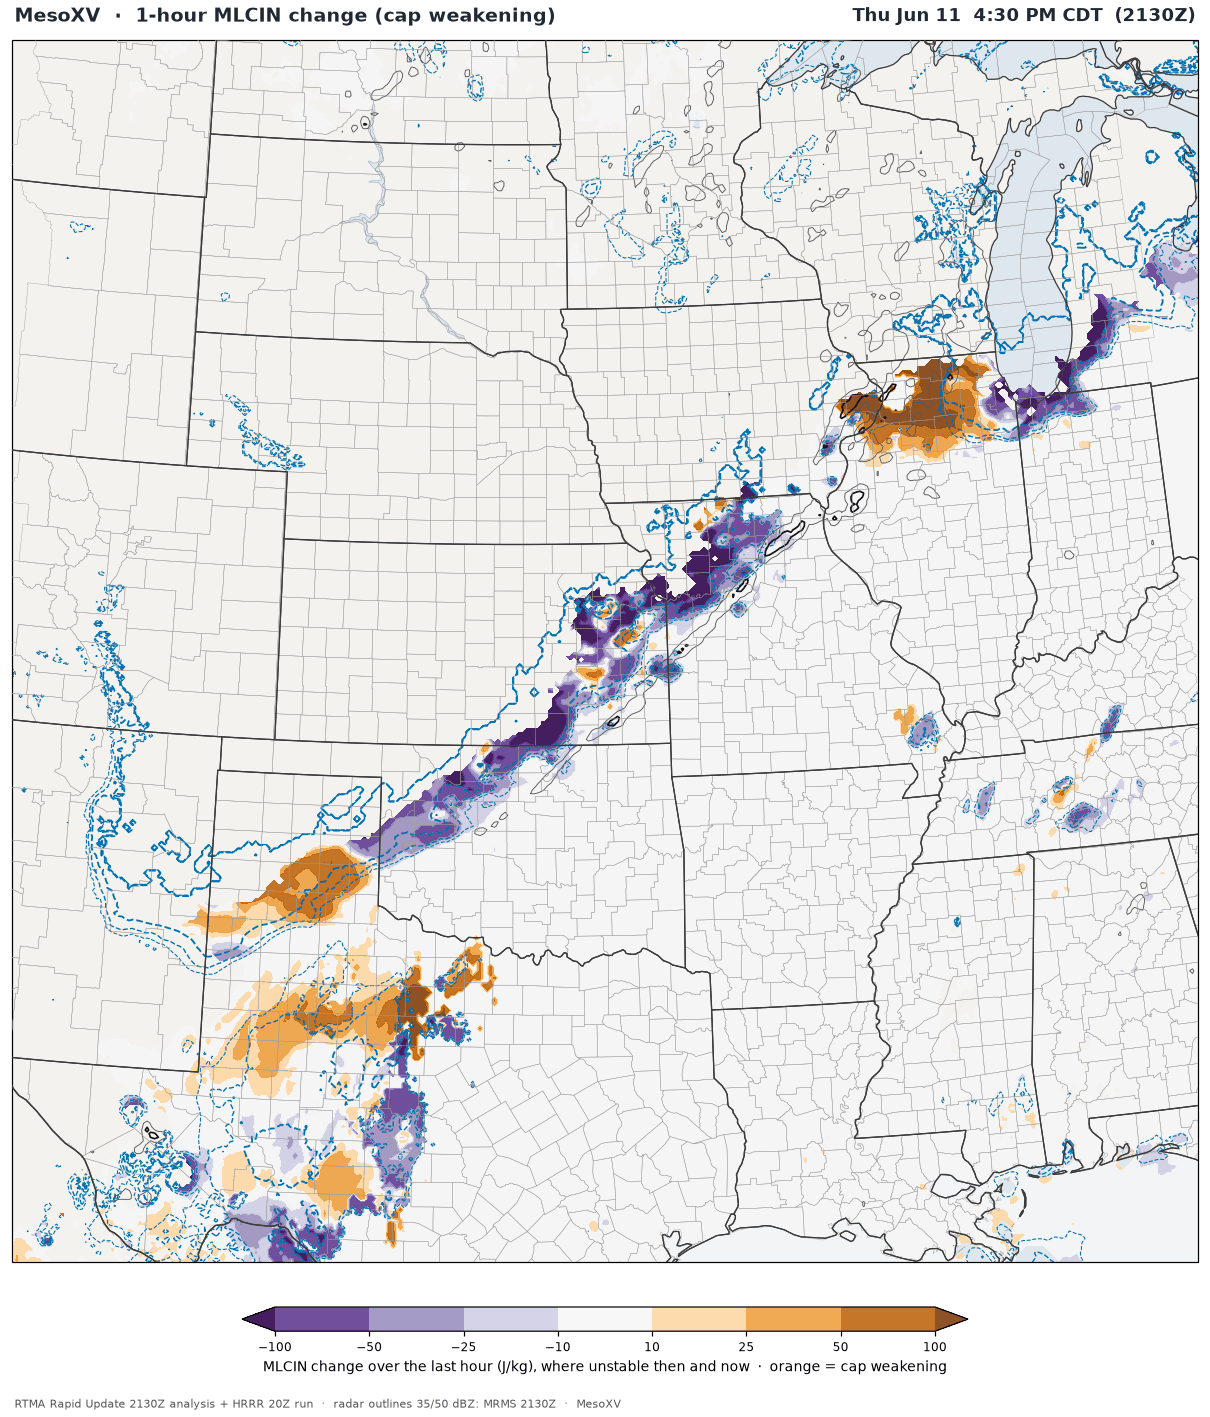 MesoXV · 1-hour MLCIN change (cap weakening)
Thu Jun 11 4:30 PM CDT (2130Z)
−100 −50 −25 −10 10 25 50 100
MLCIN change over the last hour (J/kg), where unstable then and now · orange = cap weakening
RTMA Rapid Update 2130Z analysis + HRRR 20Z run · radar outlines 35/50 dBZ: MRMS 2130Z · MesoXV